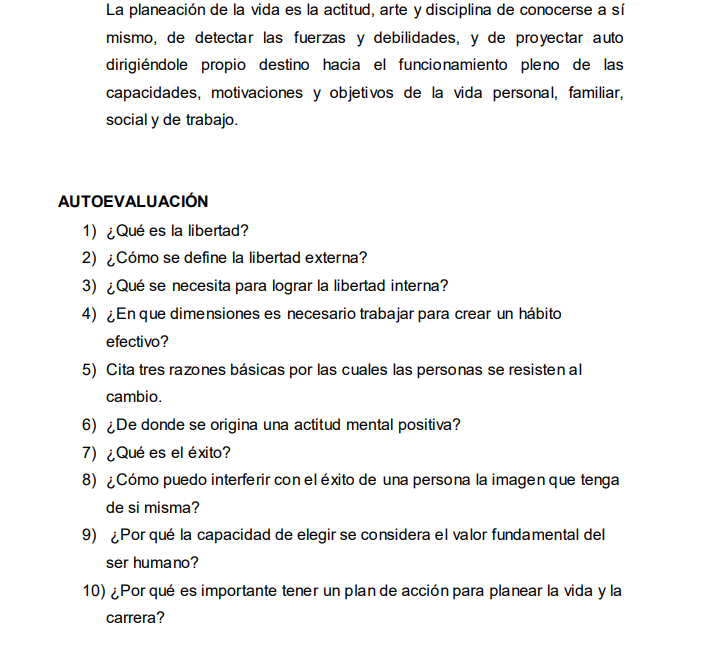 La planeación de la vida es la actitud, arte y disciplina de conocerse a sí
mismo, de detectar las fuerzas y debilidades, y de proyectar auto
dirigiéndole propio destino hacia el funcionamiento pleno de las
capacidades, motivaciones y objetivos de la vida personal, familiar,
social y de trabajo.
AUTOEVALUACIÓN
1) ¿Qué es la libertad?
2) ¿Cómo se define la libertad externa?
3) ¿Qué se necesita para lograr la libertad interna?
4) ¿En que dimensiones es necesario trabajar para crear un hábito
efectivo?
5) Cita tres razones básicas por las cuales las personas se resisten al
cambio.
6) ¿De donde se origina una actitud mental positiva?
7) ¿Qué es el éxito?
8) ¿Cómo puedo interferir con el éxito de una persona la imagen que tenga
de si misma?
9) ¿Por qué la capacidad de elegir se considera el valor fundamental del
ser humano?
10) ¿Por qué es importante tener un plan de acción para planear la vida y la
carrera?